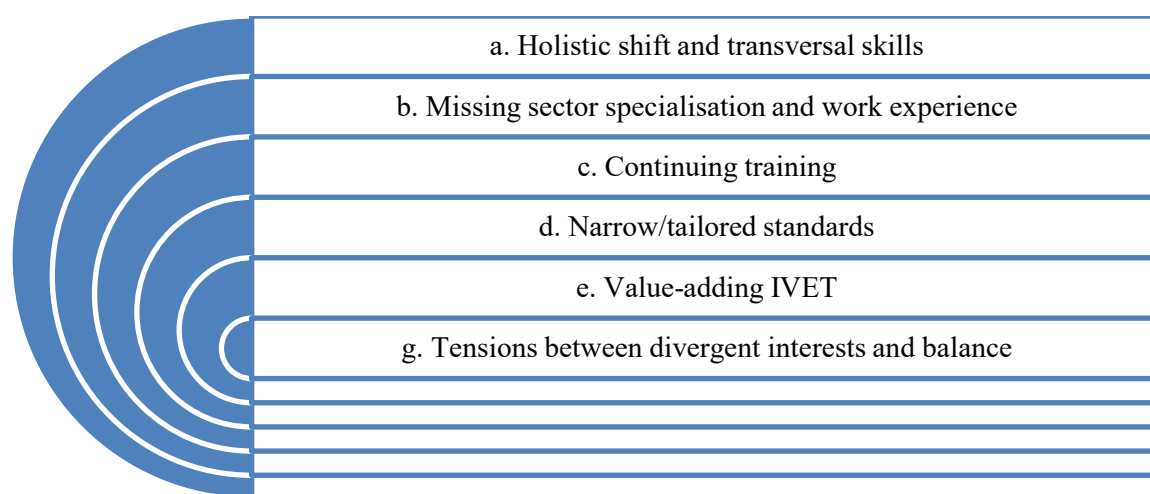 a. Holistic shift and transversal skills
b. Missing sector specialisation and work experience
c. Continuing training
d. Narrow/tailored standards
e. Value-adding IVET
g. Tensions between divergent interests and balance